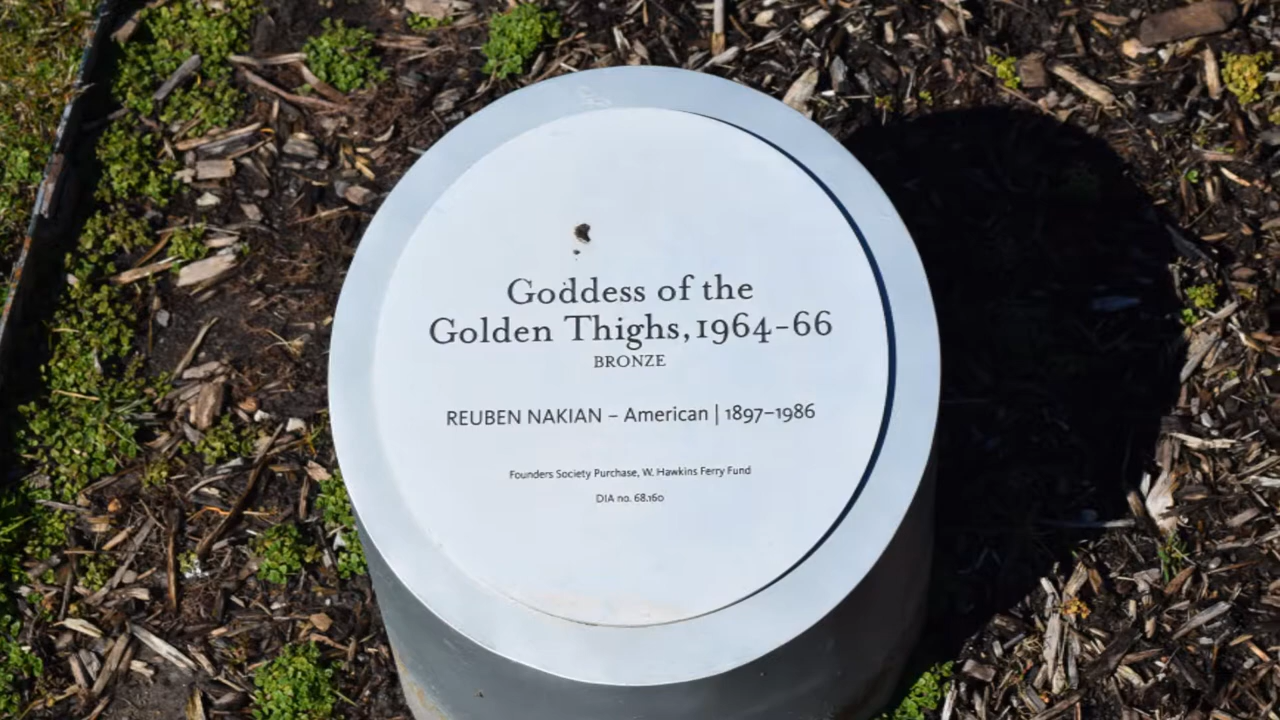 Goddess of the
Golden Thighs, 1964-66
BRONZE
REUBEN NAKIAN – American | 1897–1986
Founders Society Purchase, W. Hawkins Ferry Fund
DIA no. 68.160